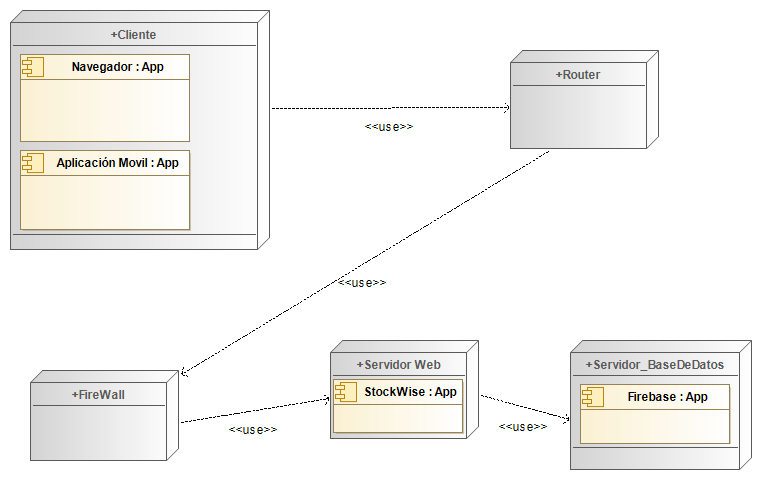 +Cliente
Navegador : App
Aplicación Movil : App
<<use>>
+Router
<<use>>
+FireWall
<<use>>
+Servidor Web
StockWise : App
<<use>>
+Servidor_BaseDeDatos
Firebase : App